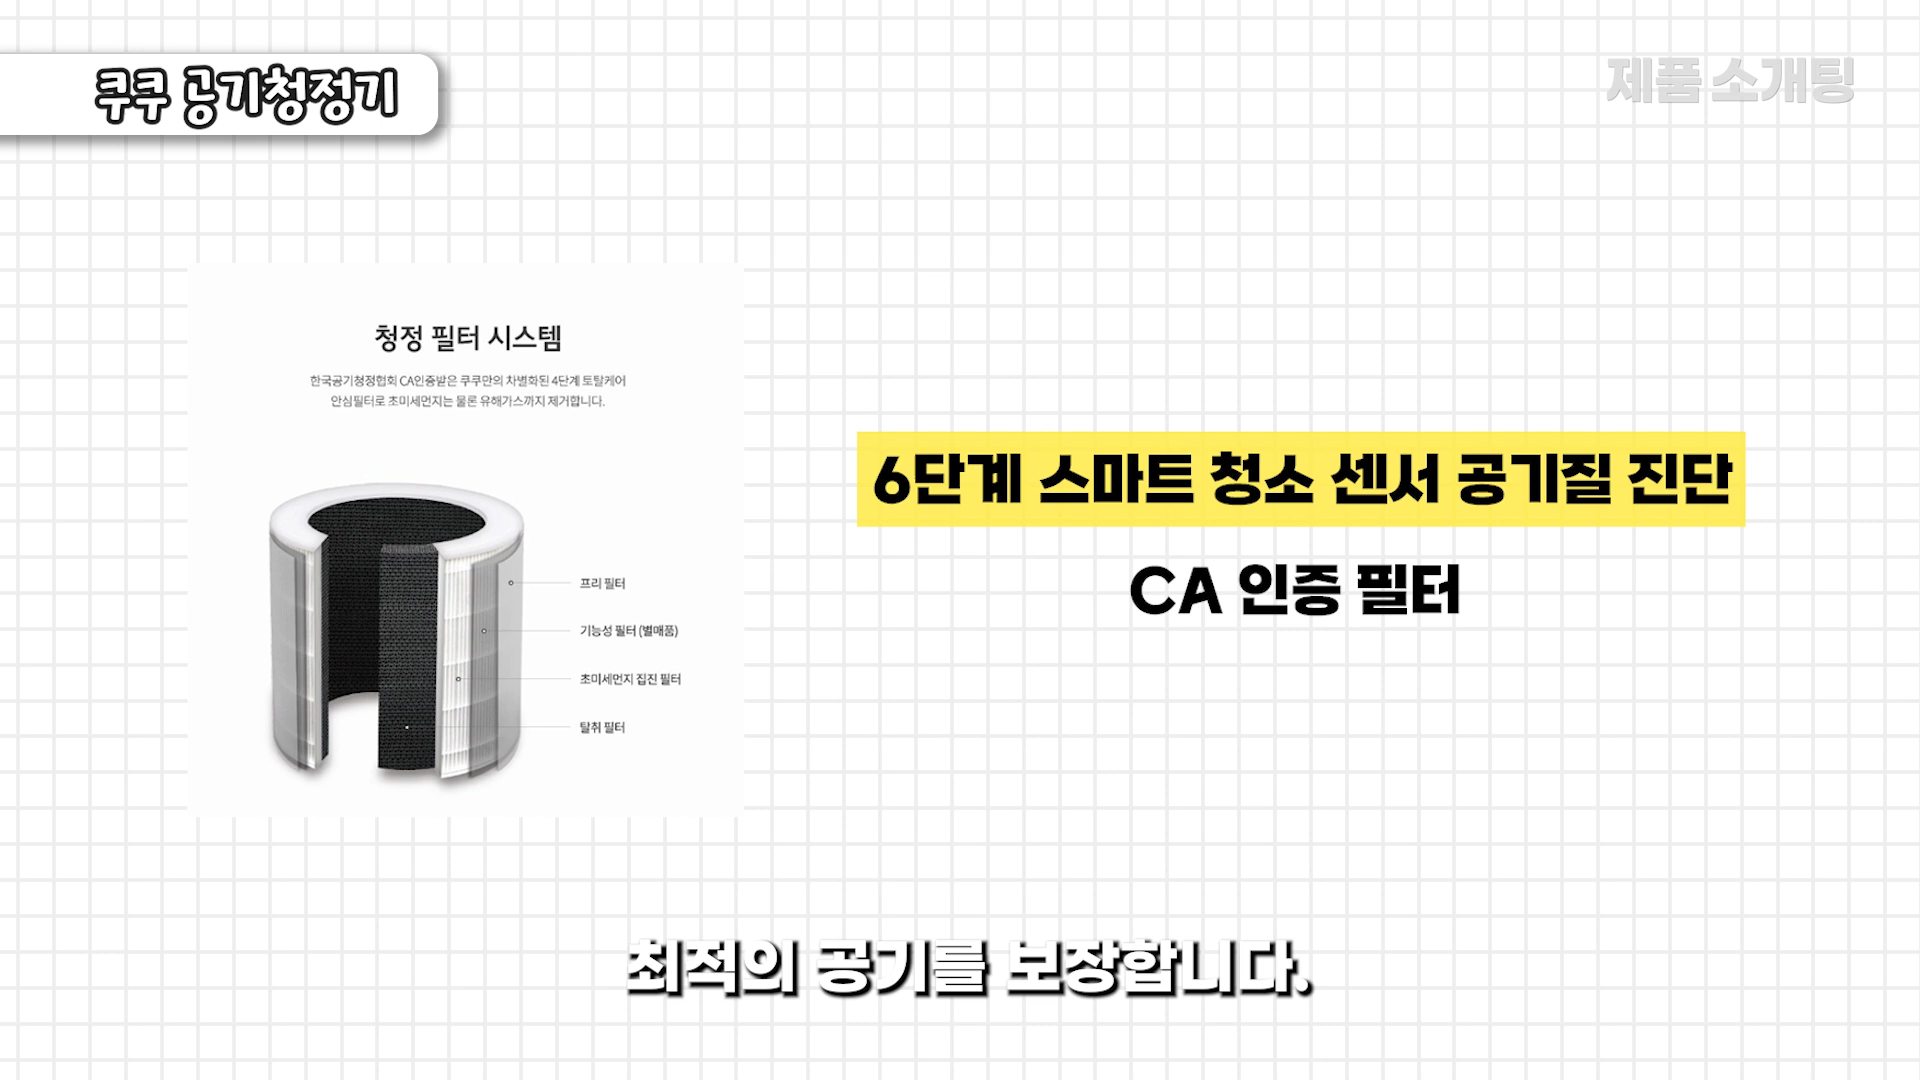 쿠쿠 공기청정기
제품 소개팅
청정 필터 시스템
한국공기청정협회 CA인증받은 쿠쿠만의 차별화된 4단계 토탈케어
안심필터로 초미세먼지는 물론 유해가스까지 제거합니다.
프리 필터
기능성 필터 (별매품)
초미세먼지 집진 필터
탈취 필터
6단계 스마트 청소 센서 공기질 진단
CA 인증 필터
최적의 공기를 보장합니다.